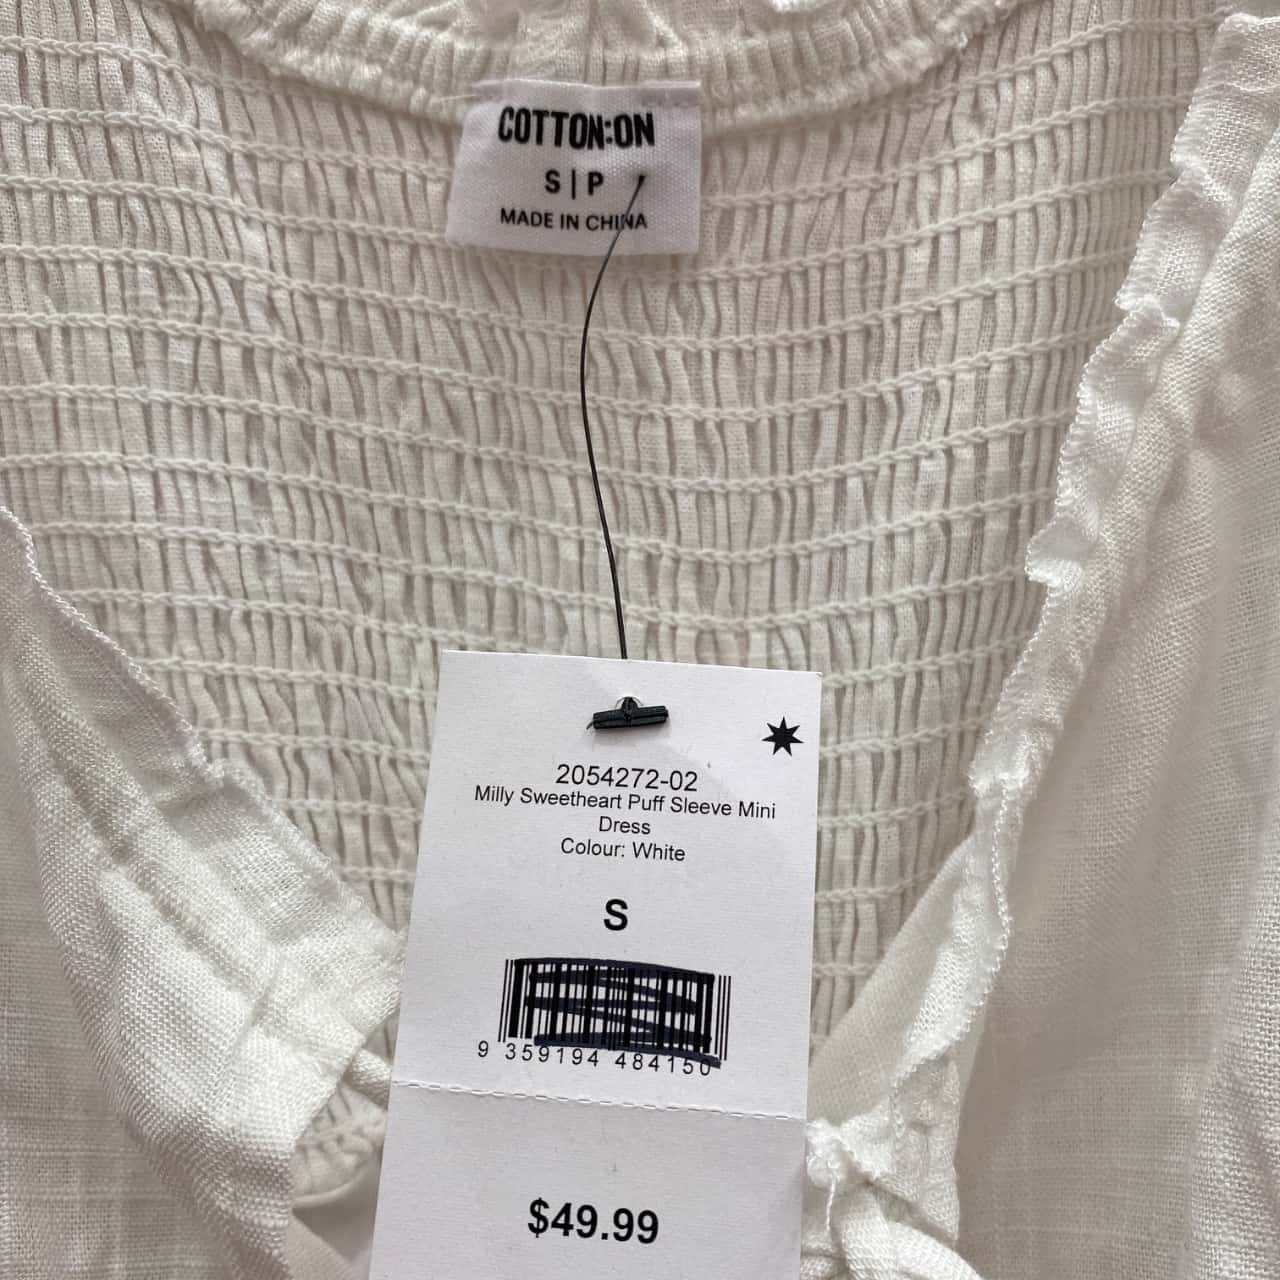 COTTON:ON
S|P
MADE IN CHINA
2054272-02
Milly Sweetheart Puff Sleeve Mini
Dress
Colour: White
S
9 359194 484150
$49.99